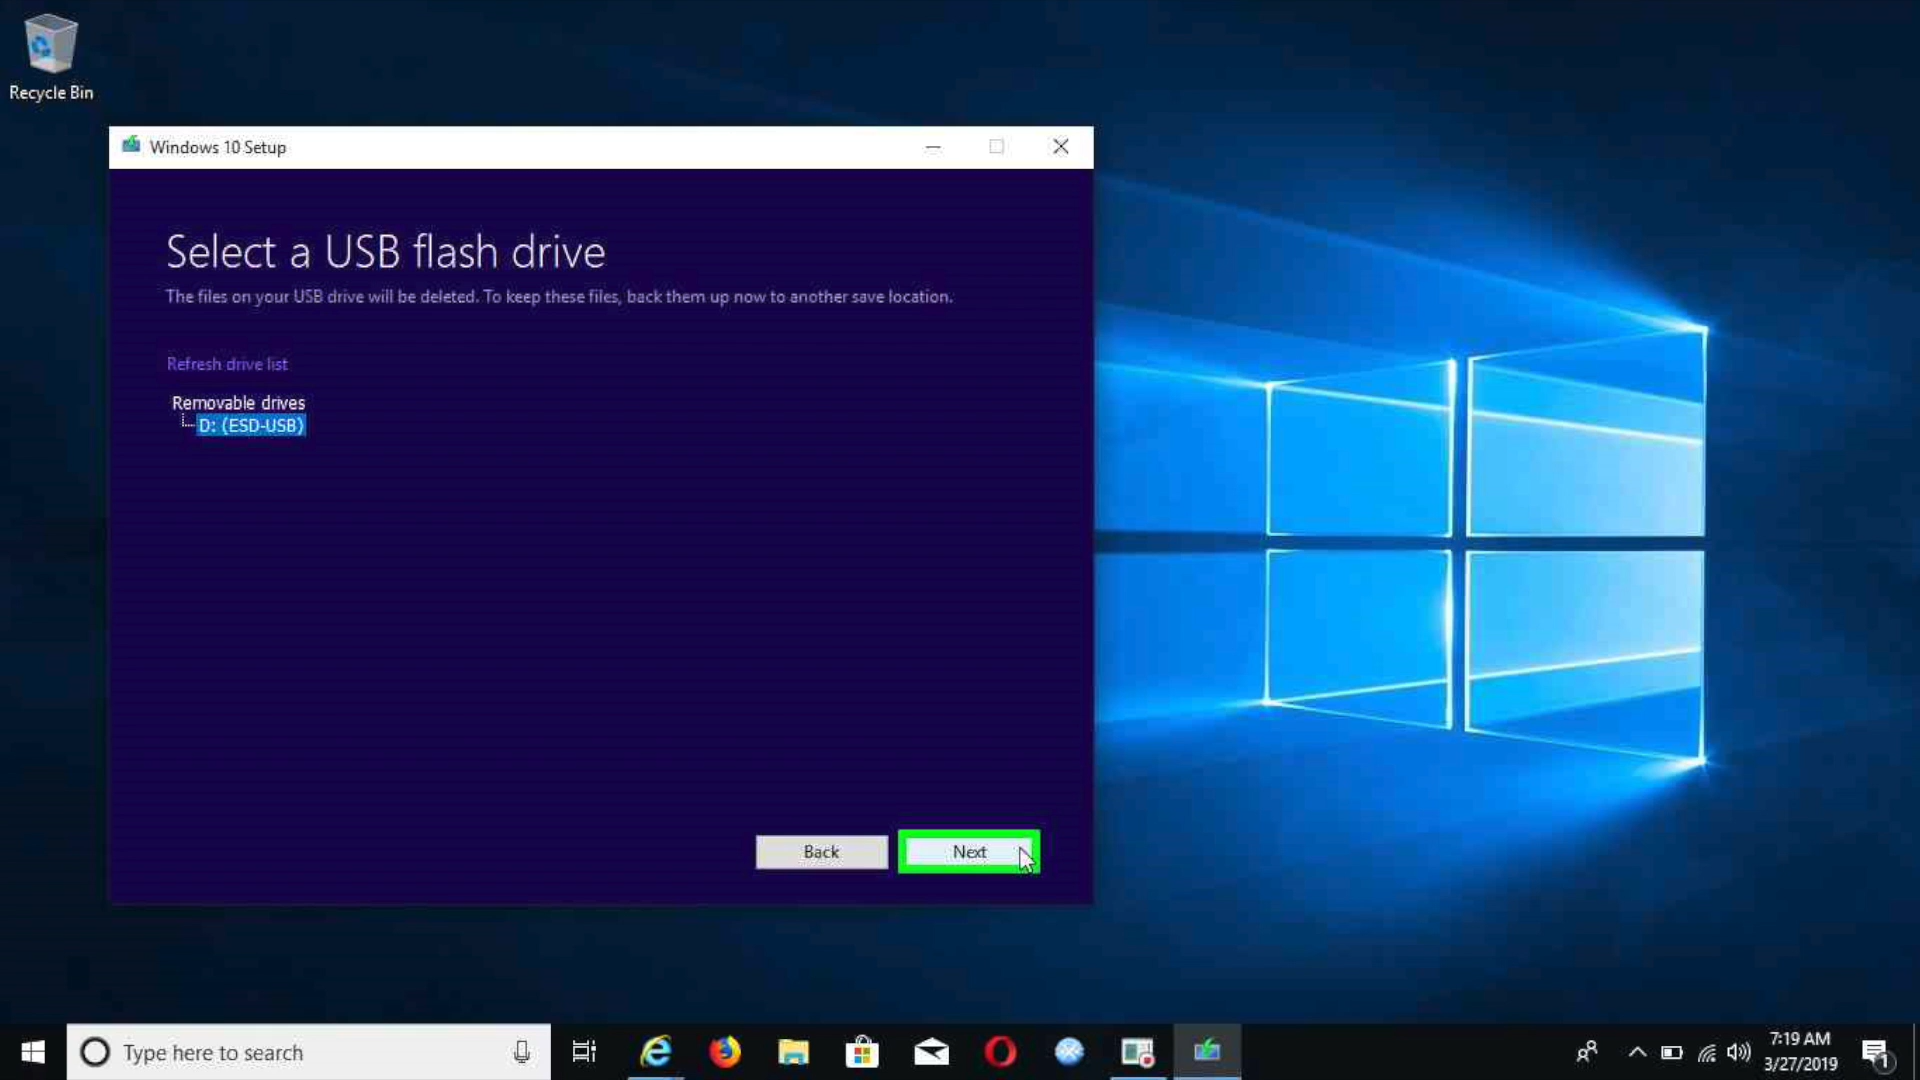 Recycle Bin
Windows 10 Setup
Select a USB flash drive
The files on your USB drive will be deleted. To keep these files, back them up now to another save location.
Refresh drive list
Removable drives
D: (ESD-USB)
Back
Next
Type here to search
7:19 AM
3/27/2019
1